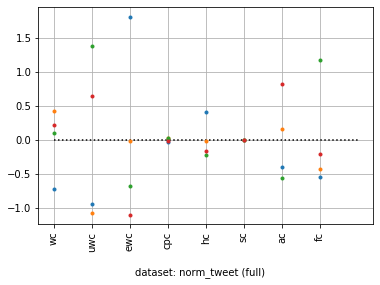 1.5
1.0
0.5
0.0
−0.5
−1.0
wc
uwc
ewc
cpc
hc
sc
ac
fc
dataset: norm_tweet (full)